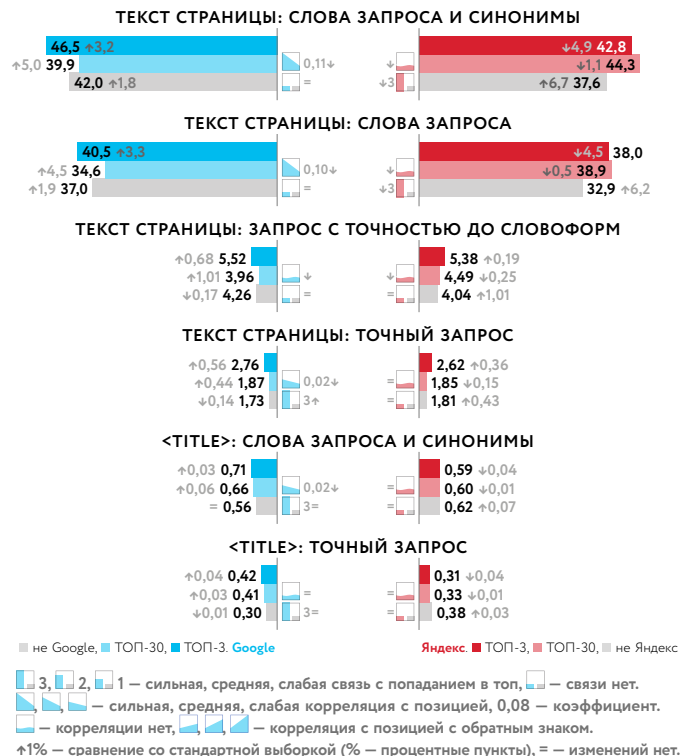 ТЕКСТ СТРАНИЦЫ: СЛОВА ЗАПРОСА И СИНОНИМЫ
46,5 ↑3,2 ↓4,9 42,8
↑5,0 39,9 0,11↓ ↓ ↓1,1 44,3
42,0 ↑1,8 = ↓3 ↑6,7 37,6
ТЕКСТ СТРАНИЦЫ: СЛОВА ЗАПРОСА
40,5 ↑3,3 ↓4,5 38,0
↑4,5 34,6 0,10↓ ↓ ↓0,5 38,9
↑1,9 37,0 = ↓3 32,9 ↑6,2
ТЕКСТ СТРАНИЦЫ: ЗАПРОС С ТОЧНОСТЬЮ ДО СЛОВОФОРМ
↑0,68 5,52 5,38 ↑0,19
↑1,01 3,96 ↓ ↓ 4,49 ↓0,25
↓0,17 4,26 = = 4,04 ↑1,01
ТЕКСТ СТРАНИЦЫ: ТОЧНЫЙ ЗАПРОС
↑0,56 2,76 2,62 ↑0,36
↑0,44 1,87 0,02↓ = 1,85 ↓0,15
↓0,14 1,73 3↑ = 1,81 ↑0,43
<TITLE>: СЛОВА ЗАПРОСА И СИНОНИМЫ
↑0,03 0,71 0,59 ↓0,04
↑0,06 0,66 0,02↓ = 0,60 ↓0,01
= 0,56 3= = 0,62 ↑0,07
<TITLE>: ТОЧНЫЙ ЗАПРОС
↑0,04 0,42 0,31 ↓0,04
↑0,03 0,41 = = 0,33 ↓0,01
↓0,01 0,30 3= = 0,38 ↑0,03
не Google, ТОП-30, ТОП-3. Google Яндекс. ТОП-3, ТОП-30, не Яндекс
3, 2, 1 — сильная, средняя, слабая связь с попаданием в топ, — связи нет.
, , — сильная, средняя, слабая корреляция с позицией, 0,08 — коэффициент.
— корреляции нет, , , — корреляция с позицией с обратным знаком.
↑1% — сравнение со стандартной выборкой (% — процентные пункты), = — изменений нет.